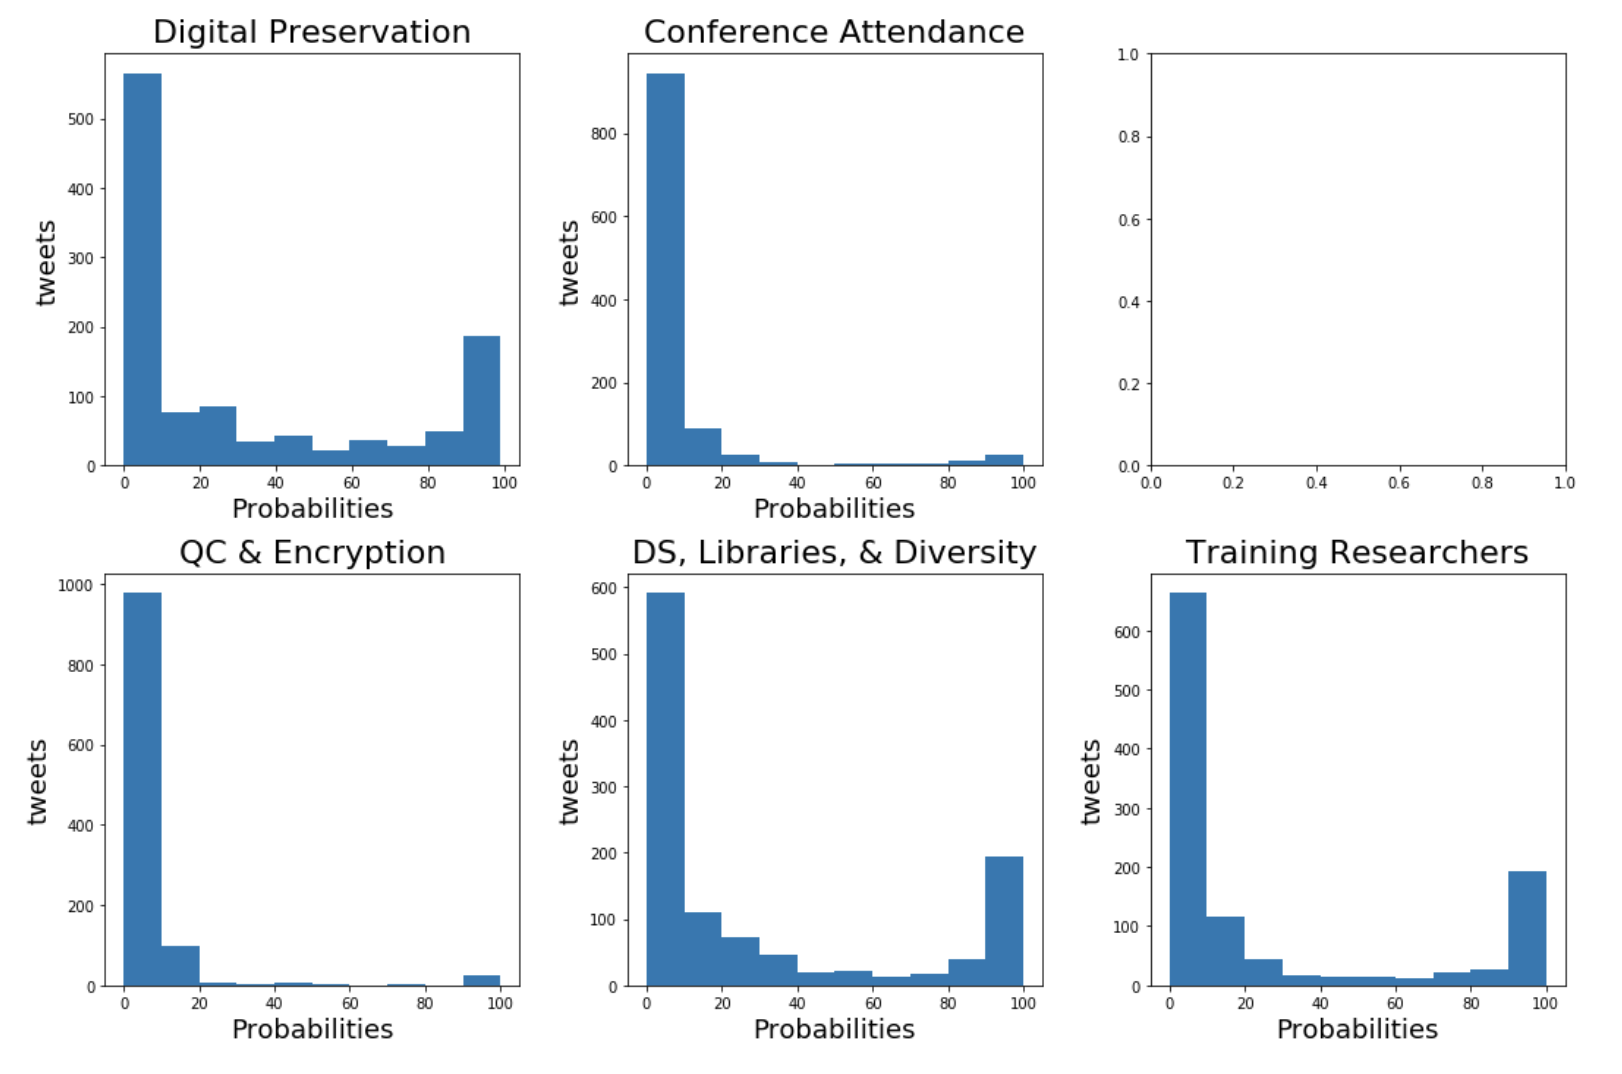 Digital Preservation
500
400
300
200
100
0
tweets
0 20 40 60 80 100
Probabilities
Conference Attendance
800
600
400
200
0
tweets
0 20 40 60 80 100
Probabilities
1.0
0.8
0.6
0.4
0.2
0.0
0.0 0.2 0.4 0.6 0.8 1.0
QC & Encryption
1000
800
600
400
200
0
tweets
0 20 40 60 80 100
Probabilities
DS, Libraries, & Diversity
600
500
400
300
200
100
0
tweets
0 20 40 60 80 100
Probabilities
Training Researchers
600
500
400
300
200
100
0
tweets
0 20 40 60 80 100
Probabilities